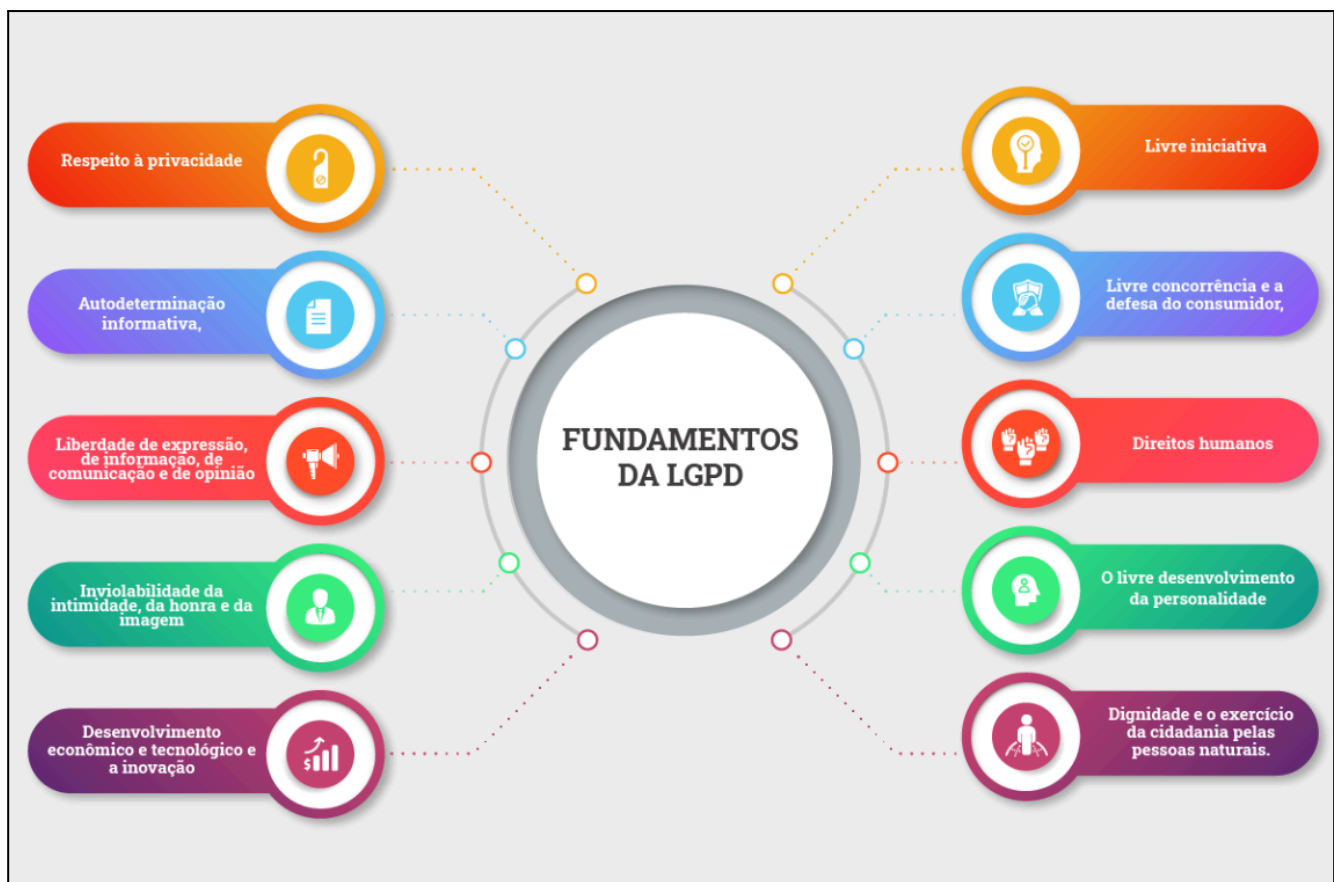 Respeito à privacidade
Autodeterminação
informativa,
Liberdade de expressão,
de informação, de
comunicação e de opinião
Inviolabilidade da
intimidade, da honra e da
imagem
Desenvolvimento
econômico e tecnológico e
a inovação
FUNDAMENTOS
DA LGPD
Livre iniciativa
Livre concorrência e a
defesa do consumidor,
Direitos humanos
O livre desenvolvimento
da personalidade
Dignidade e o exercício
da cidadania pelas
pessoas naturais.